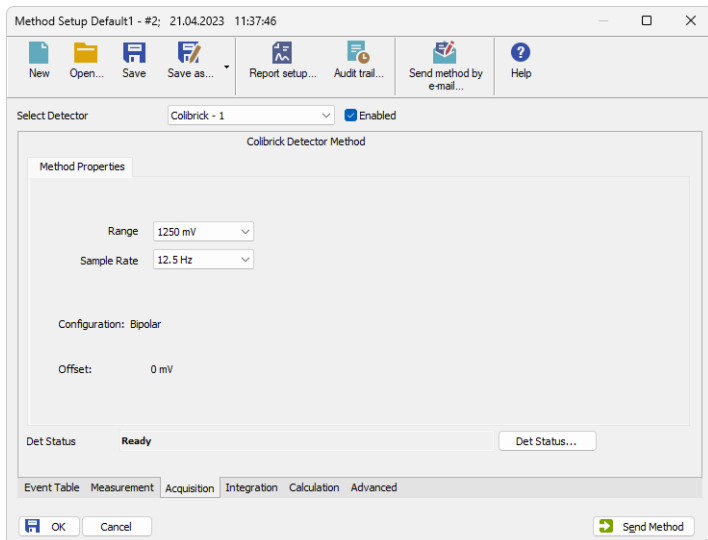 Method Setup Default1 - #2; 21.04.2023 11:37:46
New Open... Save Save as... Report setup... Audit trail... Send method by e-mail... Help
Select Detector Colibrick - 1 Enabled
Colibrick Detector Method
Method Properties
Range 1250 mV
Sample Rate 12.5 Hz
Configuration: Bipolar
Offset: 0 mV
Det Status Ready Det Status...
Event Table Measurement Acquisition Integration Calculation Advanced
OK Cancel Send Method